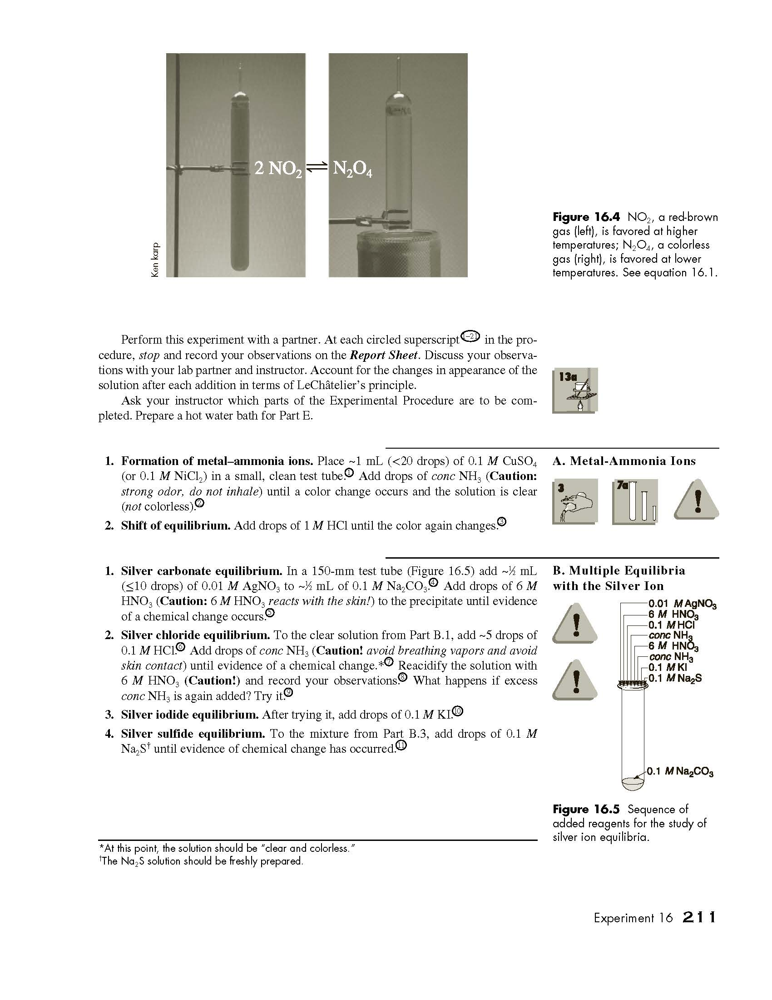 2 NO₂ ⇌ N₂O₄
Ken karp
Figure 16.4 NO₂, a red-brown
gas (left), is favored at higher
temperatures; N₂O₄, a colorless
gas (right), is favored at lower
temperatures. See equation 16.1.
Perform this experiment with a partner. At each circled superscript 1–21 in the pro-
cedure, stop and record your observations on the Report Sheet. Discuss your observa-
tions with your lab partner and instructor. Account for the changes in appearance of the
solution after each addition in terms of LeChâtelier’s principle.
Ask your instructor which parts of the Experimental Procedure are to be com-
pleted. Prepare a hot water bath for Part E.
13a
A. Metal-Ammonia Ions
3
7a
!
1. Formation of metal–ammonia ions. Place ~1 mL (<20 drops) of 0.1 M CuSO₄
(or 0.1 M NiCl₂) in a small, clean test tube.① Add drops of conc NH₃ (Caution:
strong odor, do not inhale) until a color change occurs and the solution is clear
(not colorless).②
2. Shift of equilibrium. Add drops of 1 M HCl until the color again changes.③
B. Multiple Equilibria
with the Silver Ion
1. Silver carbonate equilibrium. In a 150-mm test tube (Figure 16.5) add ~½ mL
(≤10 drops) of 0.01 M AgNO₃ to ~½ mL of 0.1 M Na₂CO₃.④ Add drops of 6 M
HNO₃ (Caution: 6 M HNO₃ reacts with the skin!) to the precipitate until evidence
of a chemical change occurs.⑤
2. Silver chloride equilibrium. To the clear solution from Part B.1, add ~5 drops of
0.1 M HCl.⑥ Add drops of conc NH₃ (Caution! avoid breathing vapors and avoid
skin contact) until evidence of a chemical change.*⑦ Reacidify the solution with
6 M HNO₃ (Caution!) and record your observations.⑧ What happens if excess
conc NH₃ is again added? Try it.⑨
3. Silver iodide equilibrium. After trying it, add drops of 0.1 M KI.⑩
4. Silver sulfide equilibrium. To the mixture from Part B.3, add drops of 0.1 M
Na₂S† until evidence of chemical change has occurred.⑪
!
!
0.01 M AgNO₃
6 M HNO₃
0.1 M HCl
conc NH₃
6 M HNO₃
conc NH₃
0.1 M KI
0.1 M Na₂S
0.1 M Na₂CO₃
Figure 16.5 Sequence of
added reagents for the study of
silver ion equilibria.
*At this point, the solution should be “clear and colorless.”
†The Na₂S solution should be freshly prepared.
Experiment 16 211